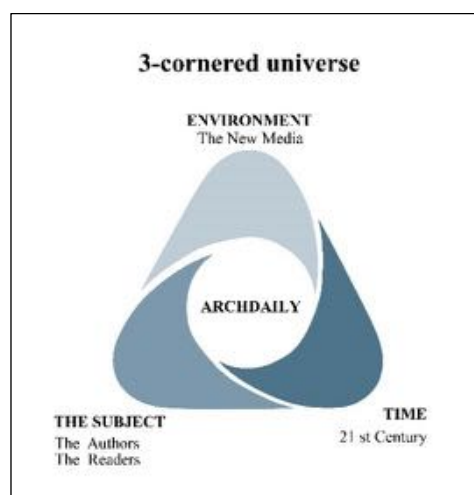 3-cornered universe
ENVIRONMENT
The New Media
ARCHDAILY
THE SUBJECT
The Authors
The Readers
TIME
21 st Century